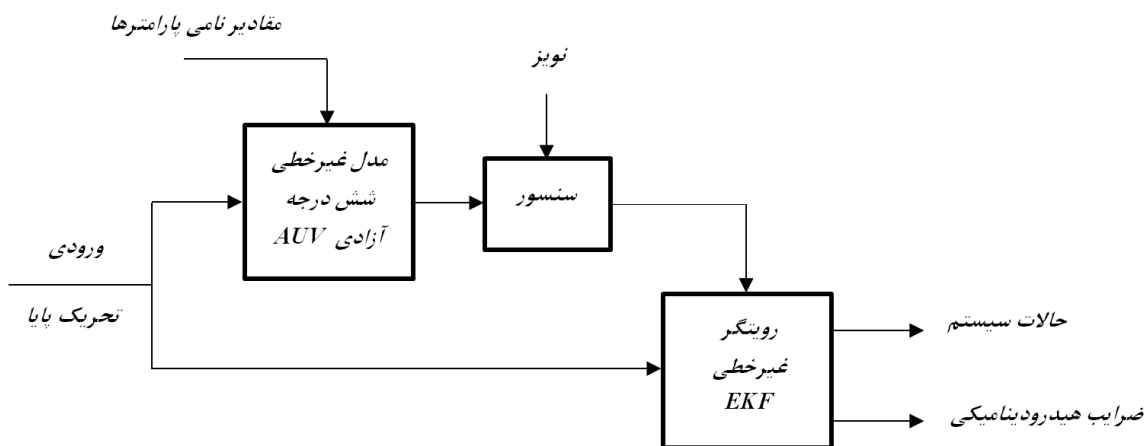 مقادیر نامی پارامترها
نویز
مدل غیرخطی
شش درجه
آزادی AUV
سنسور
ورودی
تحریک پایا
رویتگر
غیرخطی
EKF
حالات سیستم
ضرایب هیدرودینامیکی